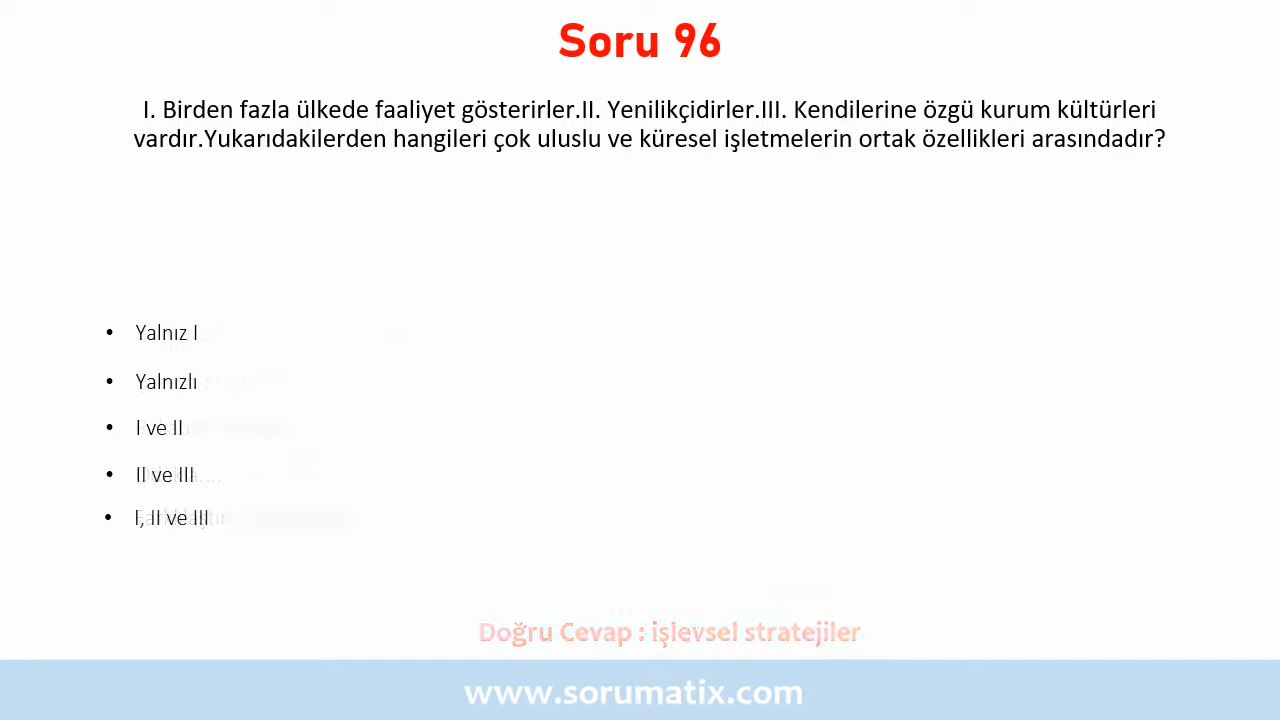 Soru 96
I. Birden fazla ülkede faaliyet gösterirler.II. Yenilikçidirler.III. Kendilerine özgü kurum kültürleri
vardır.Yukarıdakilerden hangileri çok uluslu ve küresel işletmelerin ortak özellikleri arasındadır?
• Yalnız I
• Yalnızlı
• I ve II
• II ve III
• I, II ve III
Doğru Cevap : işlevsel stratejiler
www.sorumatix.com